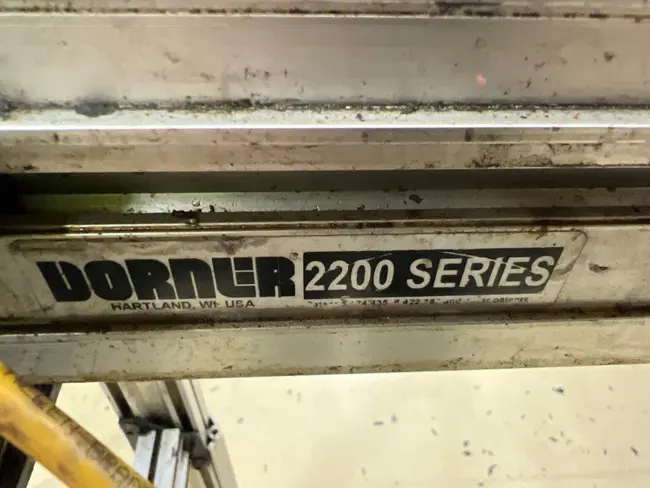 DORNER 2200 SERIES
HARTLAND, WI USA